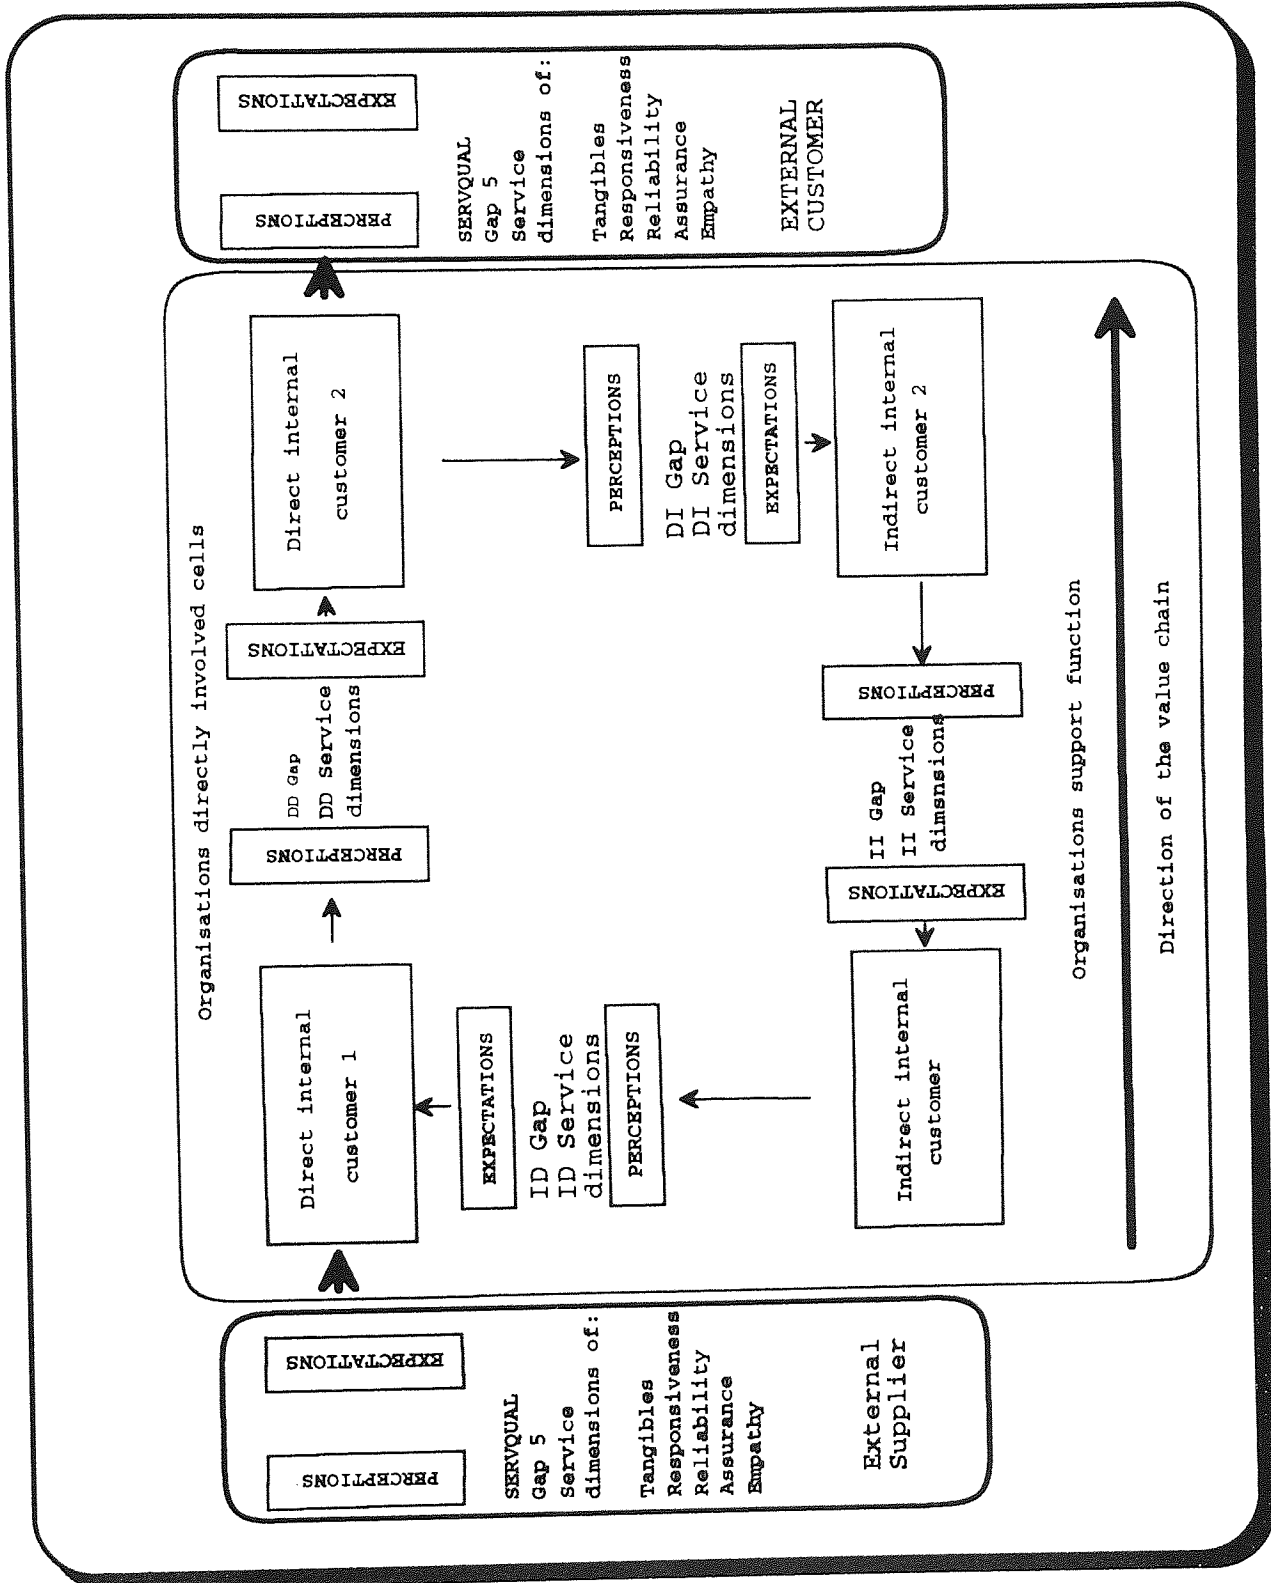 Organisations directly involved cells
PERCEPTIONS
EXPECTATIONS
SERVQUAL
Gap 5
Service
dimensions of:
Tangibles
Responsiveness
Reliability
Assurance
Empathy
External
Supplier
Direct internal
customer 1
PERCEPTIONS
DD Gap
DD Service
dimensions
EXPECTATIONS
Direct internal
customer 2
EXPECTATIONS
ID Gap
ID Service
dimensions
PERCEPTIONS
PERCEPTIONS
DI Gap
DI Service
dimensions
EXPECTATIONS
Indirect internal
customer
EXPECTATIONS
II Gap
II Service
dimsnsions
PERCEPTIONS
Indirect internal
customer 2
Organisations support function
Direction of the value chain
PERCEPTIONS
EXPECTATIONS
SERVQUAL
Gap 5
Service
dimensions of:
Tangibles
Responsiveness
Reliability
Assurance
Empathy
EXTERNAL
CUSTOMER